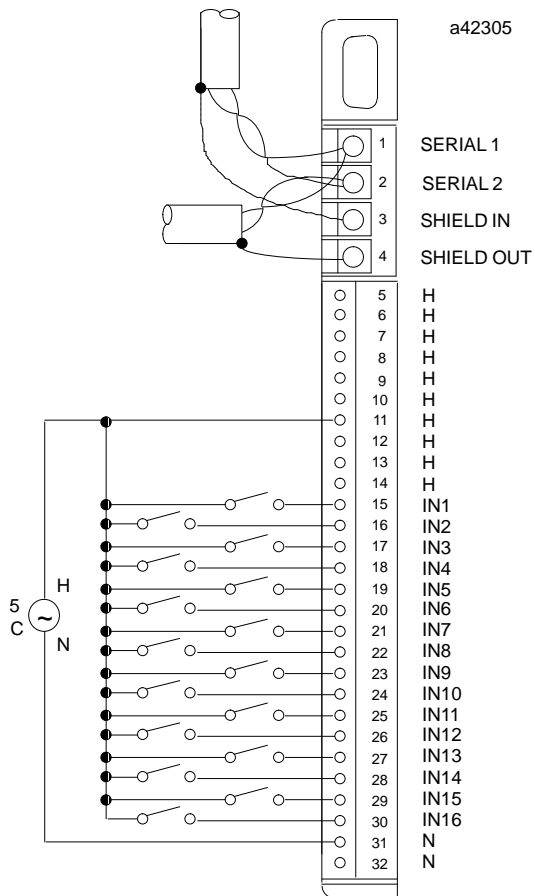 a42305
1 SERIAL 1
2 SERIAL 2
3 SHIELD IN
4 SHIELD OUT
5 H
6 H
7 H
8 H
9 H
10 H
11 H
12 H
13 H
14 H
15 IN1
16 IN2
17 IN3
18 IN4
19 IN5
20 IN6
21 IN7
22 IN8
23 IN9
24 IN10
25 IN11
26 IN12
27 IN13
28 IN14
29 IN15
30 IN16
31 N
32 N
H
5
C
~
N